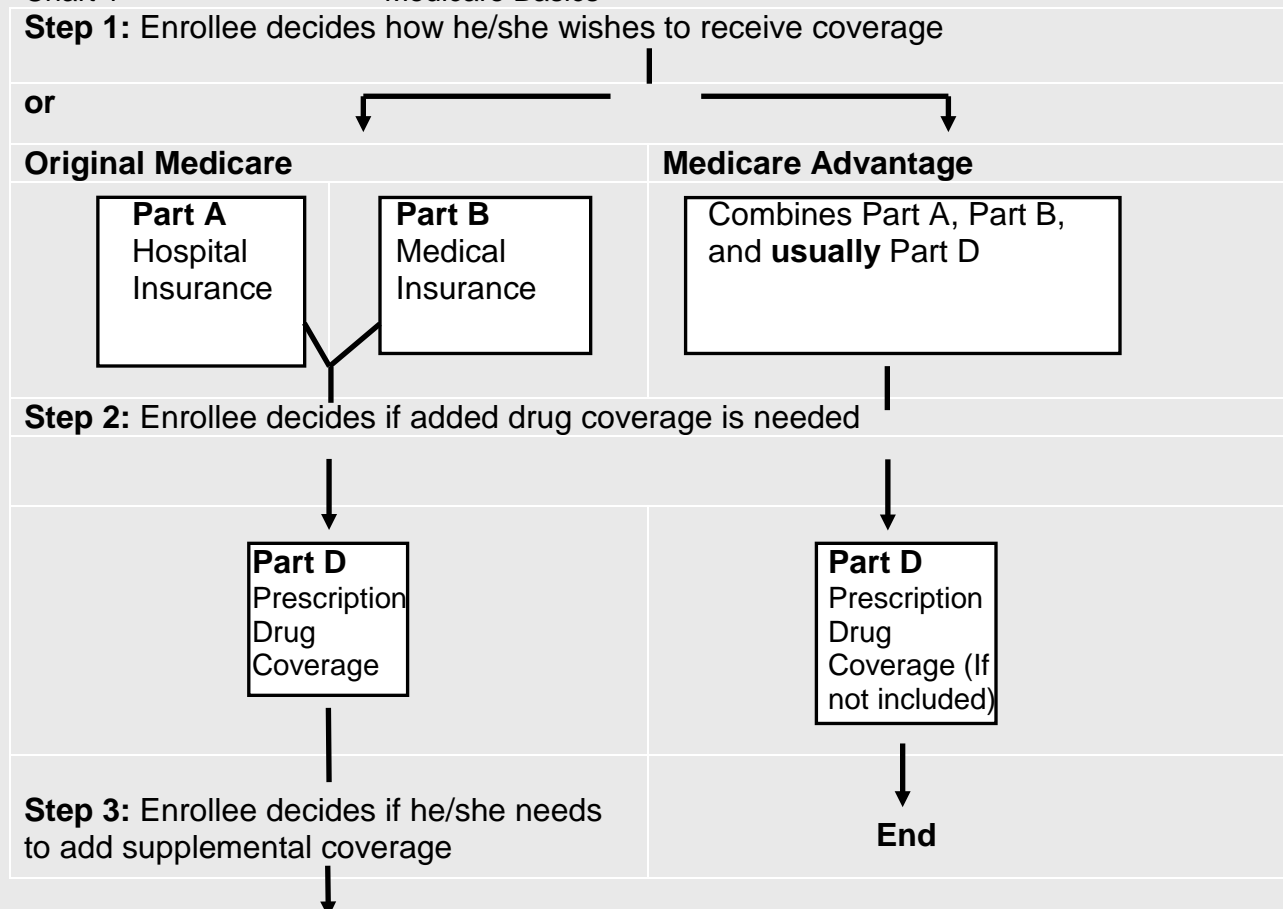 Step 1: Enrollee decides how he/she wishes to receive coverage
or
Original Medicare
Medicare Advantage
Part A
Hospital
Insurance
Part B
Medical
Insurance
Combines Part A, Part B,
and usually Part D
Step 2: Enrollee decides if added drug coverage is needed
Part D
Prescription
Drug
Coverage
Part D
Prescription
Drug
Coverage (If
not included)
Step 3: Enrollee decides if he/she needs
to add supplemental coverage
End